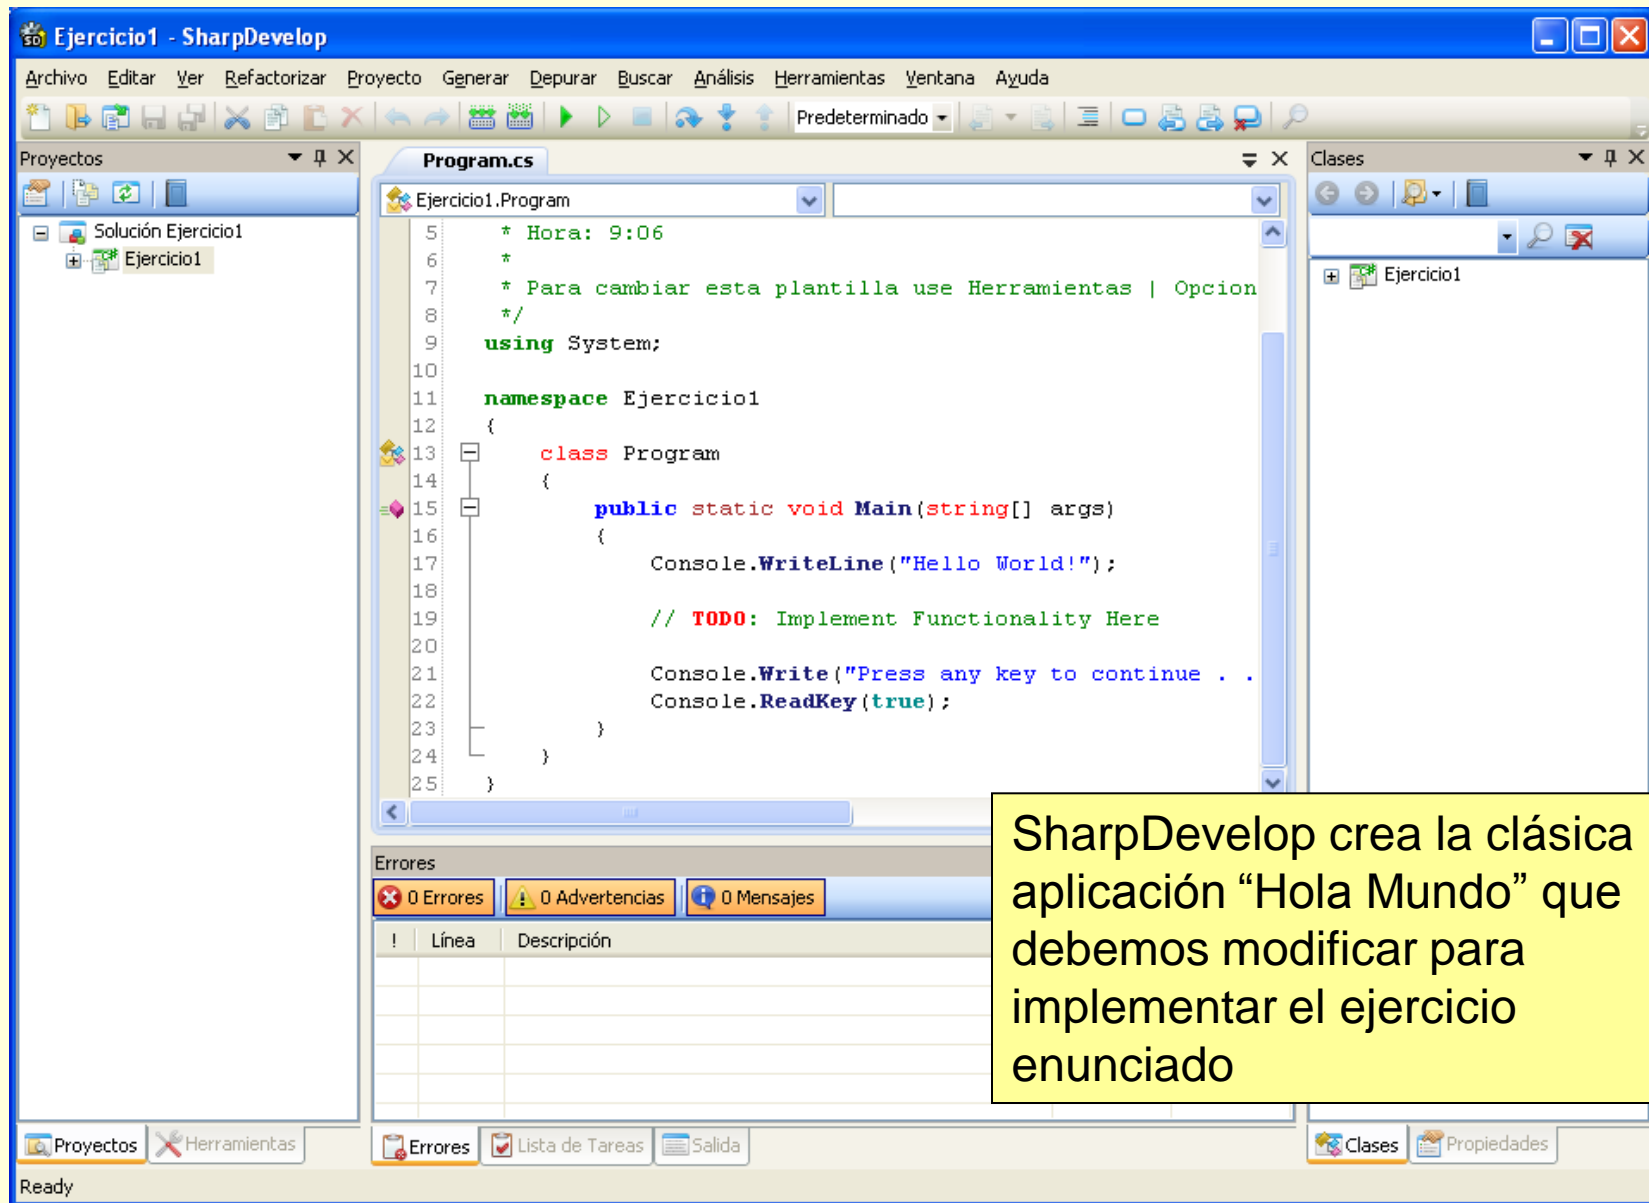 Ejercicio1 - SharpDevelop
Archivo Editar Ver Refactorizar Proyecto Generar Depurar Buscar Análisis Herramientas Ventana Ayuda
Predeterminado
Proyectos
Solución Ejercicio1
Ejercicio1
Program.cs
Ejercicio1.Program
5 * Hora: 9:06
6 *
7 * Para cambiar esta plantilla use Herramientas | Opcion
8 */
9 using System;
10
11 namespace Ejercicio1
12 {
13 class Program
14 {
15 public static void Main(string[] args)
16 {
17 Console.WriteLine("Hello World!");
18
19 // TODO: Implement Functionality Here
20
21 Console.Write("Press any key to continue . .
22 Console.ReadKey(true);
23 }
24 }
25 }
Clases
Ejercicio1
Errores
0 Errores 0 Advertencias 0 Mensajes
! Línea Descripción
SharpDevelop crea la clásica
aplicación “Hola Mundo” que
debemos modificar para
implementar el ejercicio
enunciado
Proyectos Herramientas
Errores Lista de Tareas Salida
Clases Propiedades
Ready